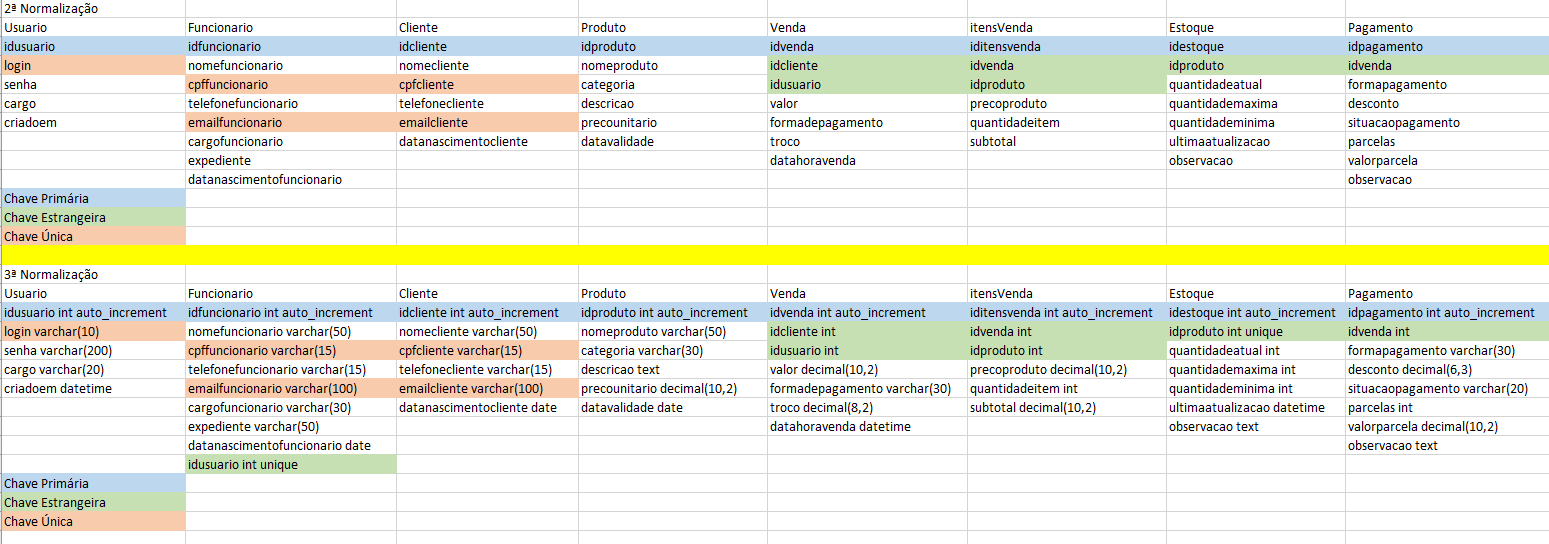 2ª Normalização
Usuario Funcionario Cliente Produto Venda itensVenda Estoque Pagamento
idusuario idfuncionario idcliente idproduto idvenda iditensvenda idestoque idpagamento
login nomefuncionario nomecliente nomeproduto idcliente idvenda idproduto idvenda
senha cpffuncionario cpfcliente categoria idusuario idproduto quantidadeatual formapagamento
cargo telefonefuncionario telefonecliente descricao valor precoproduto quantidademaxima desconto
criadoem emailfuncionario emailcliente precounitario formadepagamento quantidadeitem quantidademinima situacaopagamento
cargofuncionario datanascimentocliente datavalidade troco subtotal ultimaatualizacao parcelas
expediente datahoravenda observacao valorparcela
datanascimentofuncionario observacao
Chave Primária
Chave Estrangeira
Chave Única
3ª Normalização
Usuario Funcionario Cliente Produto Venda itensVenda Estoque Pagamento
idusuario int auto_increment idfuncionario int auto_increment idcliente int auto_increment idproduto int auto_increment idvenda int auto_increment iditensvenda int auto_increment idestoque int auto_increment idpagamento int auto_increment
login varchar(10) nomefuncionario varchar(50) nomecliente varchar(50) nomeproduto varchar(50) idcliente int idvenda int idproduto int unique idvenda int
senha varchar(200) cpffuncionario varchar(15) cpfcliente varchar(15) categoria varchar(30) idusuario int idproduto int quantidadeatual int formapagamento varchar(30)
cargo varchar(20) telefonefuncionario varchar(15) telefonecliente varchar(15) descricao text valor decimal(10,2) precoproduto decimal(10,2) quantidademaxima int desconto decimal(6,3)
criadoem datetime emailfuncionario varchar(100) emailcliente varchar(100) precounitario decimal(10,2) formadepagamento varchar(30) quantidadeitem int quantidademinima int situacaopagamento varchar(20)
cargofuncionario varchar(30) datanascimentocliente date datavalidade date troco decimal(8,2) subtotal decimal(10,2) ultimaatualizacao datetime parcelas int
expediente varchar(50) datahoravenda datetime observacao text valorparcela decimal(10,2)
datanascimentofuncionario date observacao text
idusuario int unique
Chave Primária
Chave Estrangeira
Chave Única